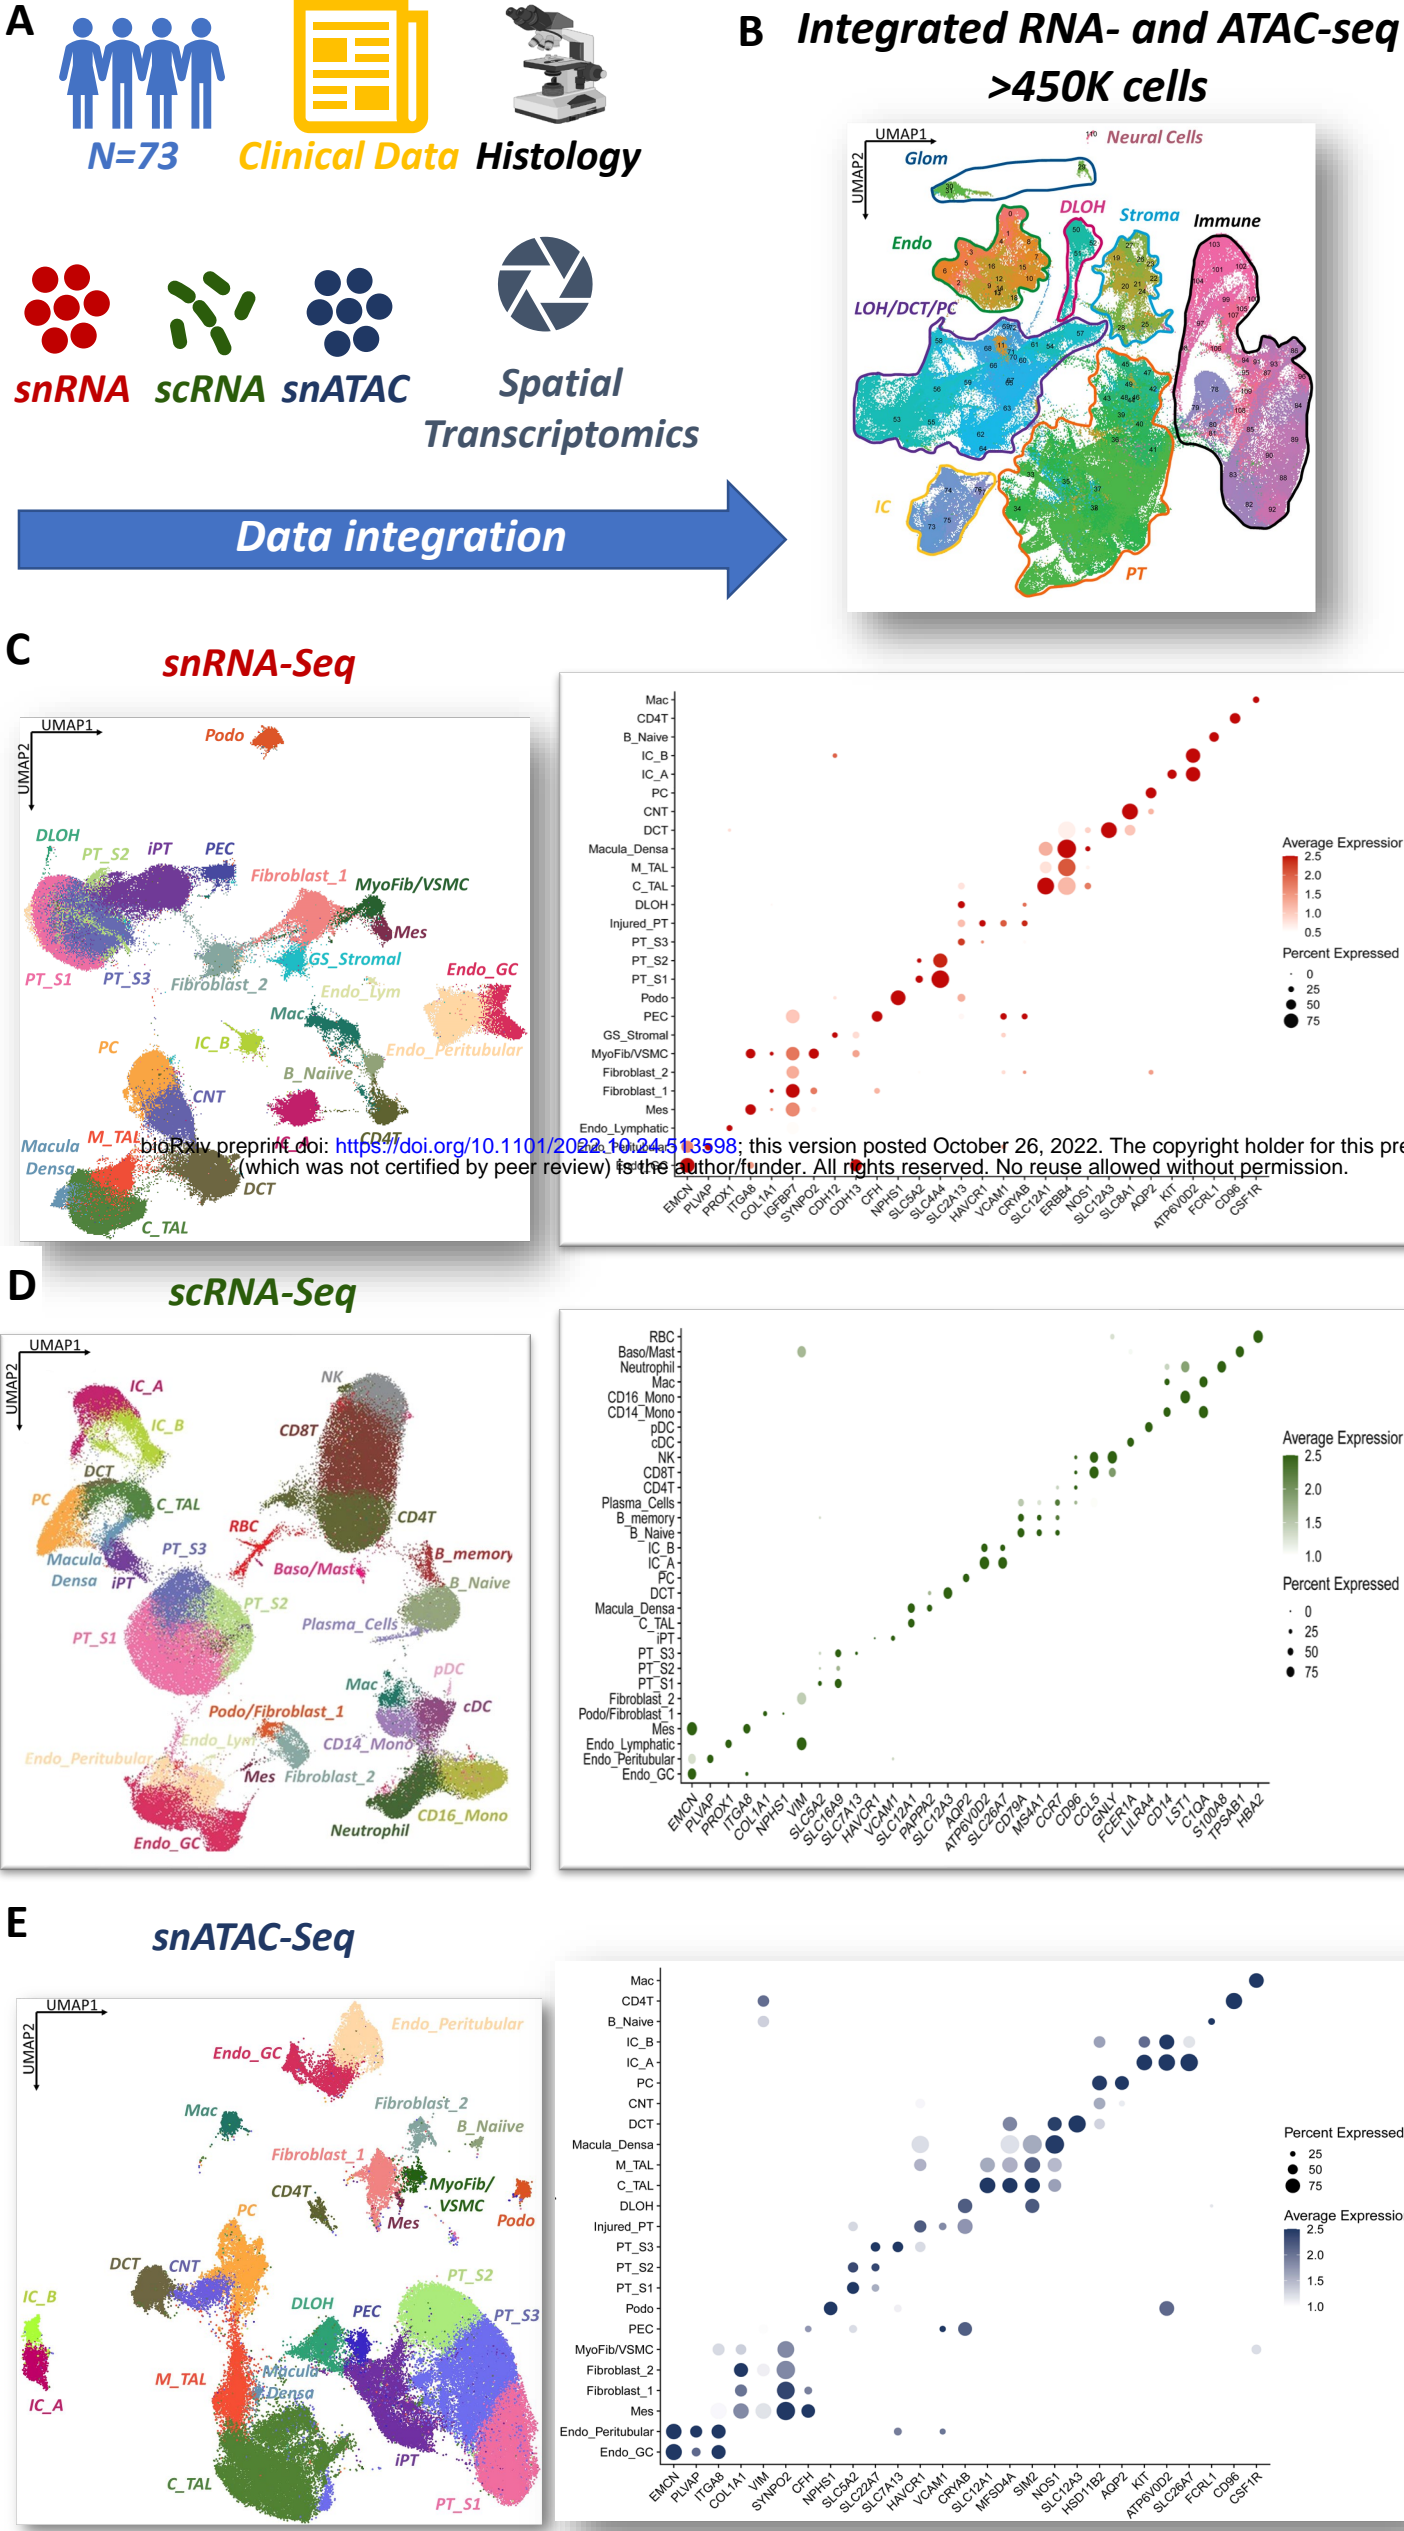 A
N=73
Clinical Data
Histology
snRNA
scRNA
snATAC
Spatial
Transcriptomics
Data integration
B
Integrated RNA- and ATAC-seq
>450K cells
UMAP1
UMAP2
Neural Cells
Glom
DLOH
Stroma
Immune
Endo
LOH/DCT/PC
IC
PT
C
snRNA-Seq
UMAP1
UMAP2
Podo
DLOH
PT_S2
iPT
PEC
Fibroblast_1
MyoFib/VSMC
Mes
GS_Stromal
PT_S1
PT_S3
Fibroblast_2
Endo_Lym
Endo_GC
Mac
Endo_Peritubular
PC
IC_B
B_Naiive
CNT
IC_A
CD4T
Macula
Densa
M_TAL
DCT
C_TAL
Mac
CD4T
B_Naive
IC_B
IC_A
PC
CNT
DCT
Macula_Densa
M_TAL
C_TAL
DLOH
Injured_PT
PT_S3
PT_S2
PT_S1
Podo
PEC
GS_Stromal
MyoFib/VSMC
Fibroblast_2
Fibroblast_1
Mes
Endo_Lymphatic
Endo_Peritubular
Endo_GC
EMCN
PLVAP
PROX1
ITGA8
COL1A1
IGFBP7
SYNPO2
CDH12
CDH13
CFH
NPHS1
SLC5A2
SLC4A4
SLC2A13
HAVCR1
VCAM1
CRYAB
SLC12A1
ERBB4
NOS1
SLC12A3
SLC8A1
AQP2
KIT
ATP6V0D2
FCRL1
CD96
CSF1R
Average Expression
2.5
2.0
1.5
1.0
0.5
Percent Expressed
0
25
50
75
bioRxiv preprint doi: https://doi.org/10.1101/2022.10.24.513598; this version posted October 26, 2022. The copyright holder for this pre
(which was not certified by peer review) is the author/funder. All rights reserved. No reuse allowed without permission.
D
scRNA-Seq
UMAP1
UMAP2
IC_A
NK
IC_B
CD8T
DCT
PC
C_TAL
CD4T
RBC
Macula
Densa
iPT
PT_S3
Baso/Mast
B_memory
B_Naive
PT_S2
Plasma_Cells
PT_S1
pDC
Mac
cDC
Podo/Fibroblast_1
Endo_Lym
CD14_Mono
Endo_Peritubular
Mes
Fibroblast_2
CD16_Mono
Neutrophil
Endo_GC
RBC
Baso/Mast
Neutrophil
Mac
CD16_Mono
CD14_Mono
pDC
cDC
NK
CD8T
CD4T
Plasma_Cells
B_memory
B_Naive
IC_B
IC_A
PC
DCT
Macula_Densa
C_TAL
iPT
PT_S3
PT_S2
PT_S1
Fibroblast_2
Podo/Fibroblast_1
Mes
Endo_Lymphatic
Endo_Peritubular
Endo_GC
EMCN
PLVAP
PROX1
ITGA8
COL1A1
NPHS1
VIM
SLC5A2
SLC16A9
SLC7A13
HAVCR1
VCAM1
SLC12A1
PAPPA2
SLC12A3
AQP2
ATP6V0D2
SLC26A7
CD79A
MS4A1
CCR7
CD96
CCL5
GNLY
FCER1A
LILRA4
CD14
LST1
C1QA
S100A8
TPSAB1
HBA2
Average Expression
2.5
2.0
1.5
1.0
Percent Expressed
0
25
50
75
E
snATAC-Seq
UMAP1
UMAP2
Endo_Peritubular
Endo_GC
Mac
Fibroblast_2
B_Naiive
Fibroblast_1
CD4T
MyoFib/
VSMC
Mes
Podo
PC
DCT
CNT
PT_S2
IC_B
DLOH
PEC
PT_S3
M_TAL
Macula
Densa
IC_A
iPT
C_TAL
PT_S1
Mac
CD4T
B_Naive
IC_B
IC_A
PC
CNT
DCT
Macula_Densa
M_TAL
C_TAL
DLOH
Injured_PT
PT_S3
PT_S2
PT_S1
Podo
PEC
MyoFib/VSMC
Fibroblast_2
Fibroblast_1
Mes
Endo_Peritubular
Endo_GC
EMCN
PLVAP
ITGA8
COL1A1
VIM
SYNPO2
CFH
NPHS1
SLC5A2
SLC22A7
SLC7A13
HAVCR1
VCAM1
CRYAB
SLC12A1
MFSD4A
SIM2
NOS1
SLC12A3
HSD11B2
AQP2
KIT
ATP6V0D2
SLC26A7
FCRL1
CD96
CSF1R
Percent Expressed
25
50
75
Average Expression
2.5
2.0
1.5
1.0